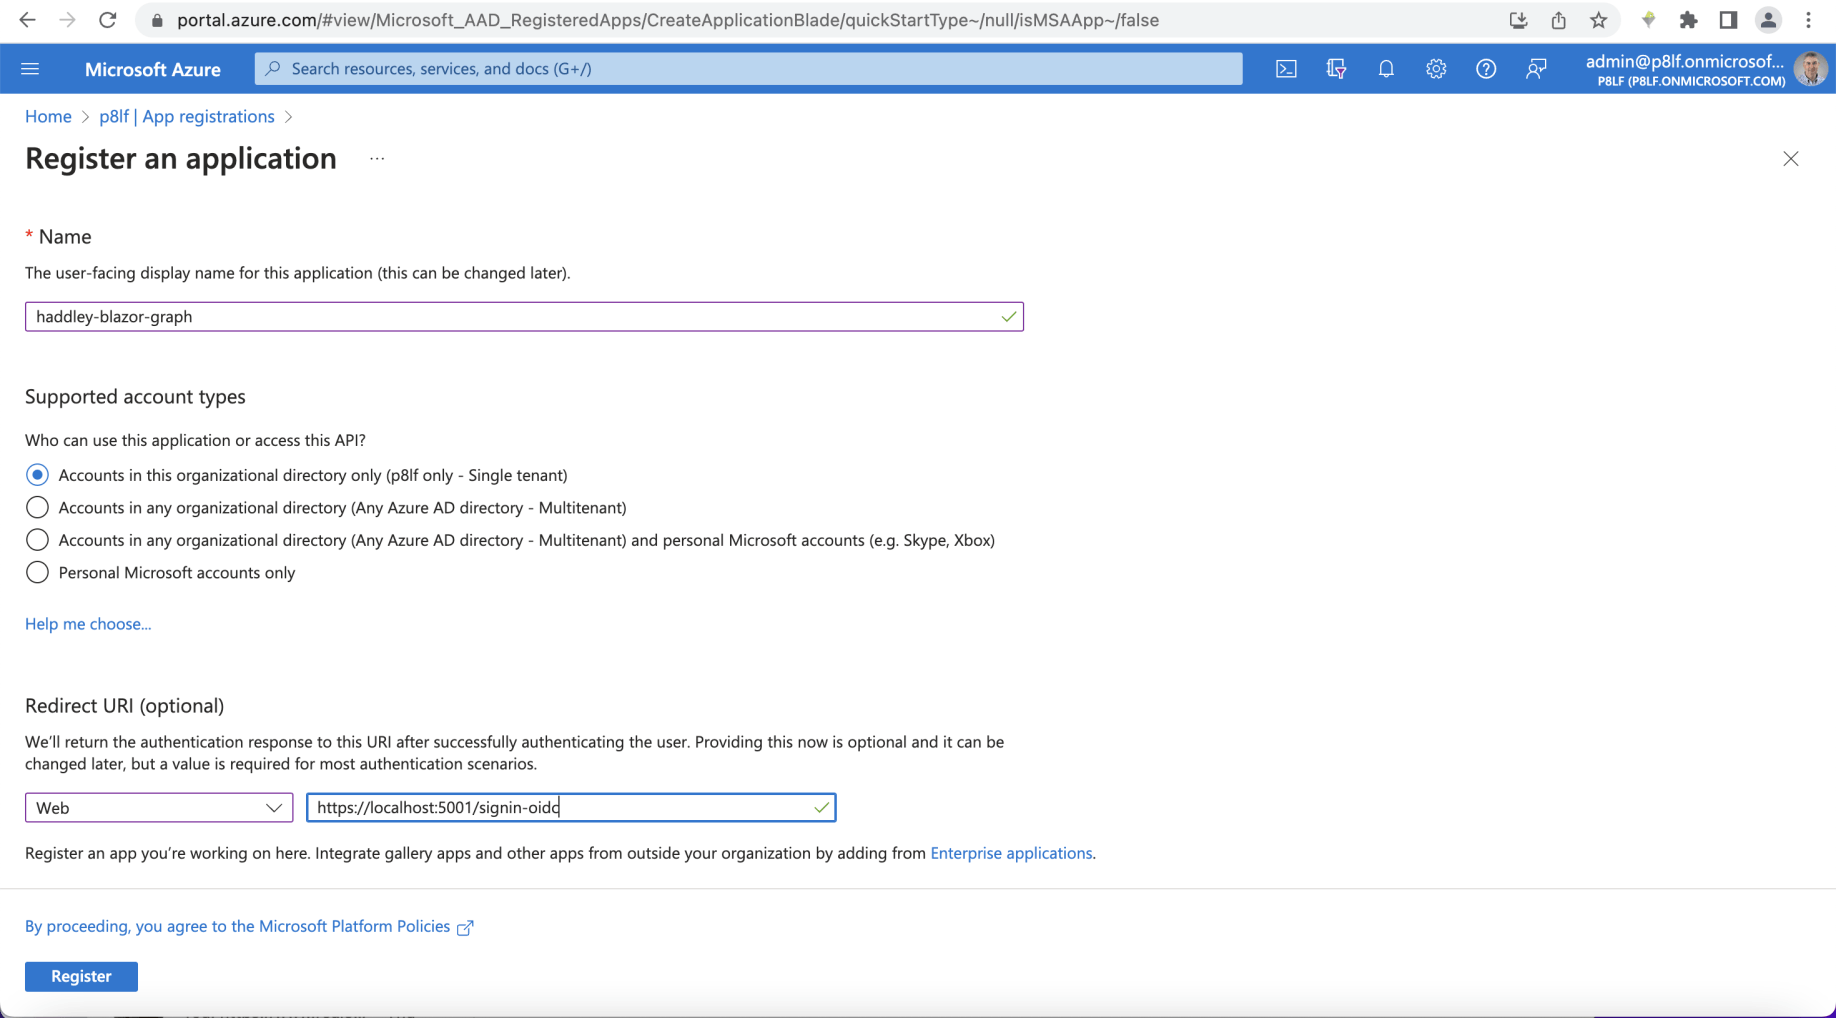 portal.azure.com/#view/Microsoft_AAD_RegisteredApps/CreateApplicationBlade/quickStartType~/null/isMSAApp~/false
Microsoft Azure
Search resources, services, and docs (G+/)
admin@p8lf.onmicrosof...
P8LF (P8LF.ONMICROSOFT.COM)
Home > p8lf | App registrations >
Register an application ...
* Name
The user-facing display name for this application (this can be changed later).
haddley-blazor-graph
Supported account types
Who can use this application or access this API?
Accounts in this organizational directory only (p8lf only - Single tenant)
Accounts in any organizational directory (Any Azure AD directory - Multitenant)
Accounts in any organizational directory (Any Azure AD directory - Multitenant) and personal Microsoft accounts (e.g. Skype, Xbox)
Personal Microsoft accounts only
Help me choose...
Redirect URI (optional)
We'll return the authentication response to this URI after successfully authenticating the user. Providing this now is optional and it can be
changed later, but a value is required for most authentication scenarios.
Web
https://localhost:5001/signin-oidc
Register an app you're working on here. Integrate gallery apps and other apps from outside your organization by adding from Enterprise applications.
By proceeding, you agree to the Microsoft Platform Policies
Register